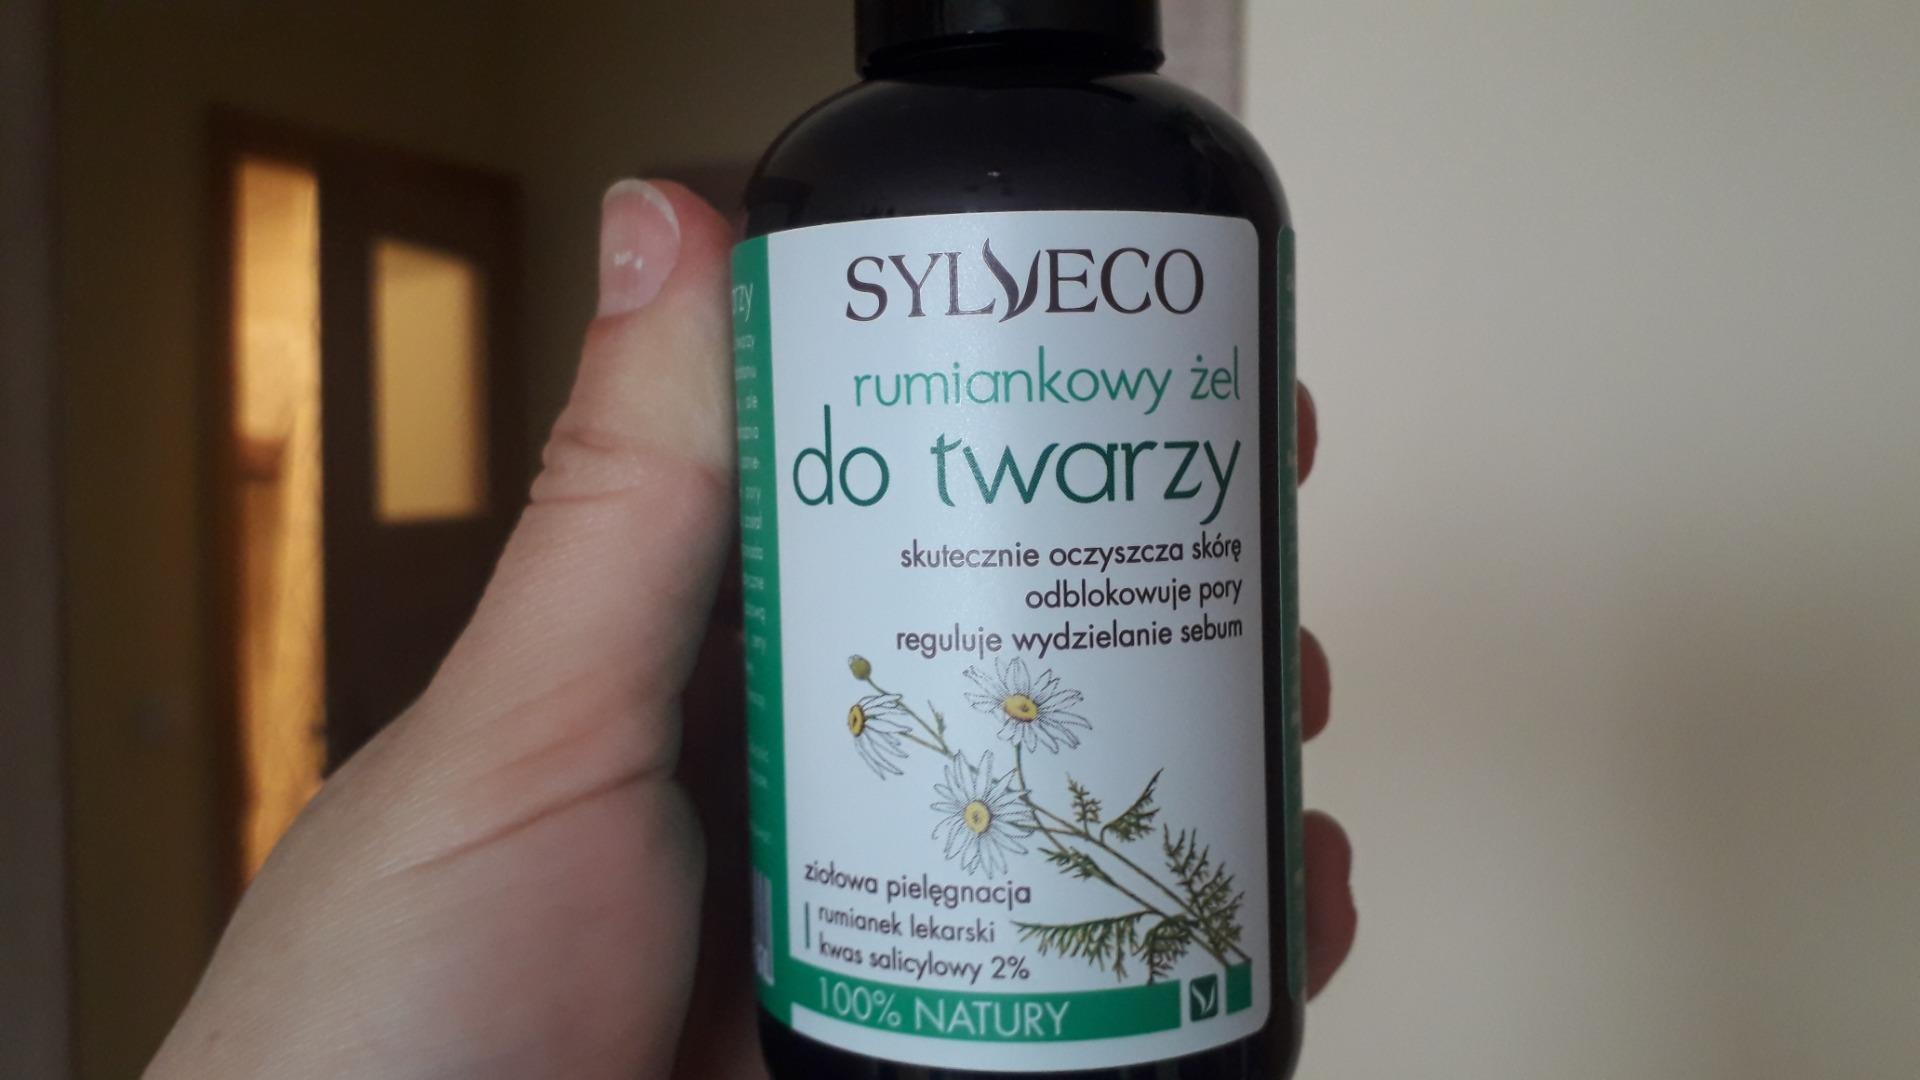 SYLVECO
rumiankowy żel
do twarzy
skutecznie oczyszcza skórę
odblokowuje pory
reguluje wydzielanie sebum
ziołowa pielęgnacja
rumianek lekarski
kwas salicylowy 2%
100% NATURY
pory